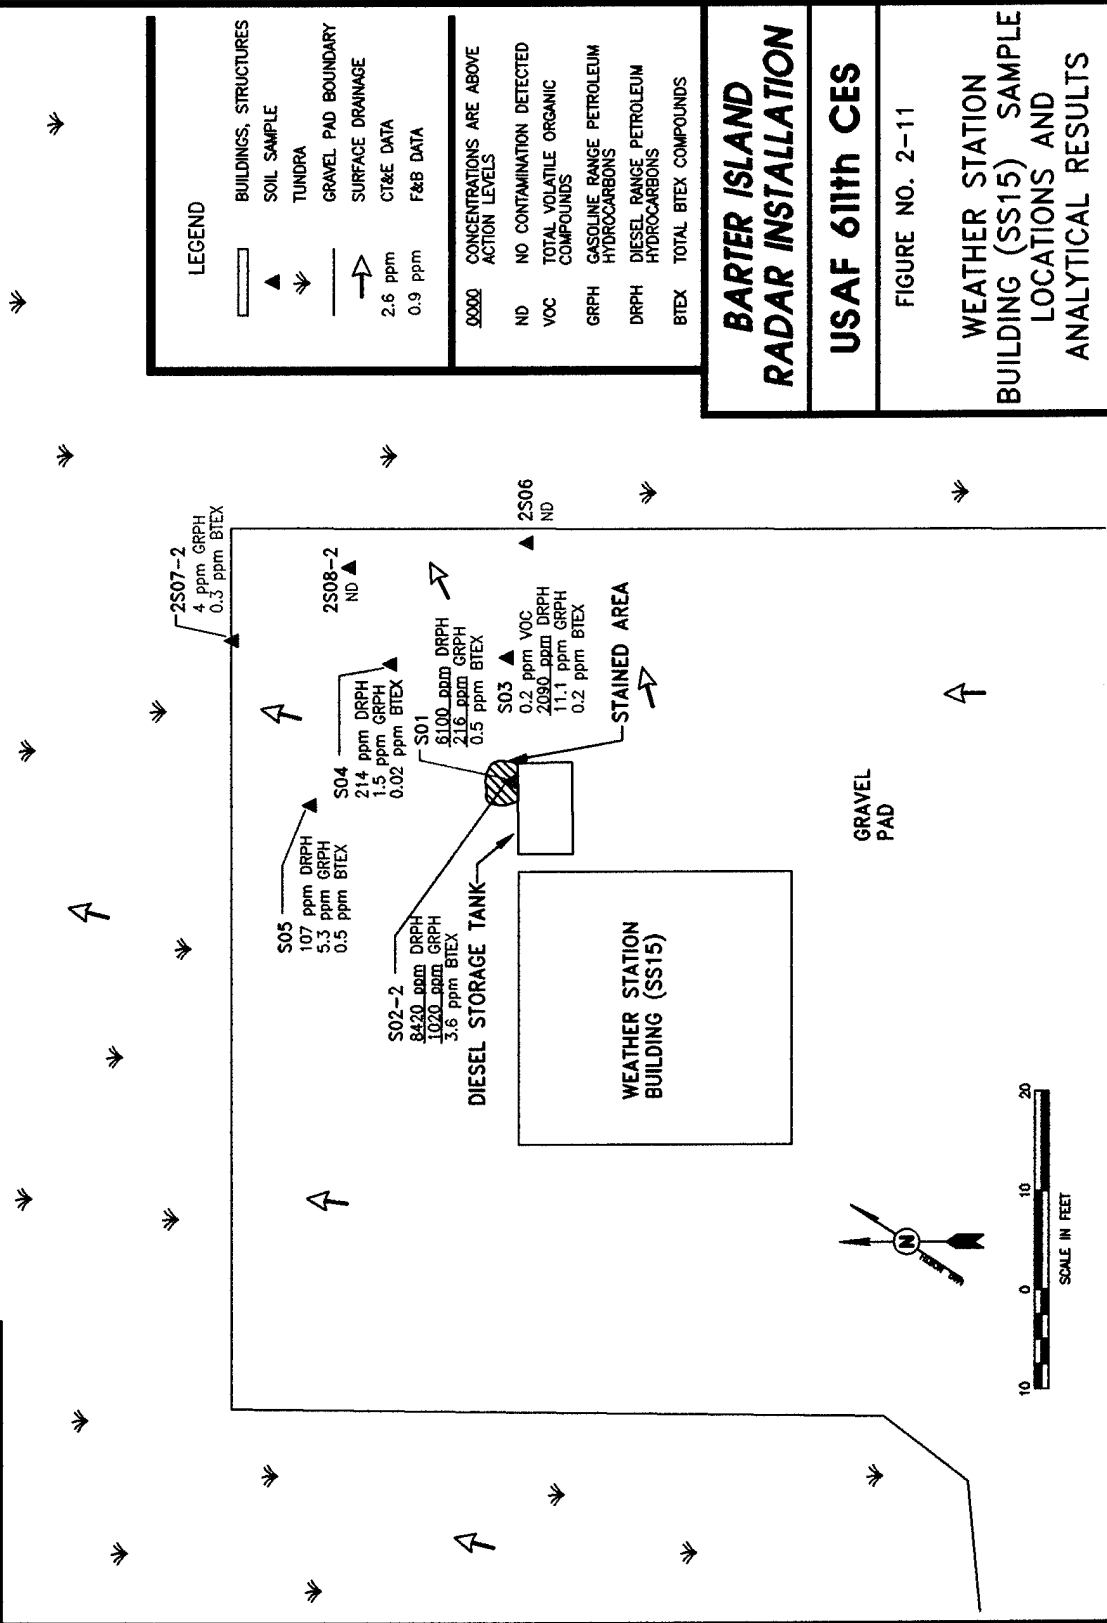 2S07-2
4 ppm GRPH
0.3 ppm BTEX
2S08-2
ND
S04
214 ppm DRPH
1.5 ppm GRPH
0.02 ppm BTEX
S05
107 ppm DRPH
5.3 ppm GRPH
0.5 ppm BTEX
S01
6100 ppm DRPH
216 ppm GRPH
0.5 ppm BTEX
2S06
ND
S03
0.2 ppm VOC
2090 ppm DRPH
11.1 ppm GRPH
0.2 ppm BTEX
S02-2
8420 ppm DRPH
1020 ppm GRPH
3.6 ppm BTEX
DIESEL STORAGE TANK
STAINED AREA
WEATHER STATION
BUILDING (SS15)
GRAVEL
PAD
N
10 0 10 20
SCALE IN FEET
LEGEND
BUILDINGS, STRUCTURES
SOIL SAMPLE
TUNDRA
GRAVEL PAD BOUNDARY
SURFACE DRAINAGE
2.6 ppm CT&E DATA
0.9 ppm F&B DATA
0000 CONCENTRATIONS ARE ABOVE
ACTION LEVELS
ND NO CONTAMINATION DETECTED
VOC TOTAL VOLATILE ORGANIC
COMPOUNDS
GRPH GASOLINE RANGE PETROLEUM
HYDROCARBONS
DRPH DIESEL RANGE PETROLEUM
HYDROCARBONS
BTEX TOTAL BTEX COMPOUNDS
BARTER ISLAND
RADAR INSTALLATION
USAF 611th CES
FIGURE NO. 2-11
WEATHER STATION
BUILDING (SS15) SAMPLE
LOCATIONS AND
ANALYTICAL RESULTS